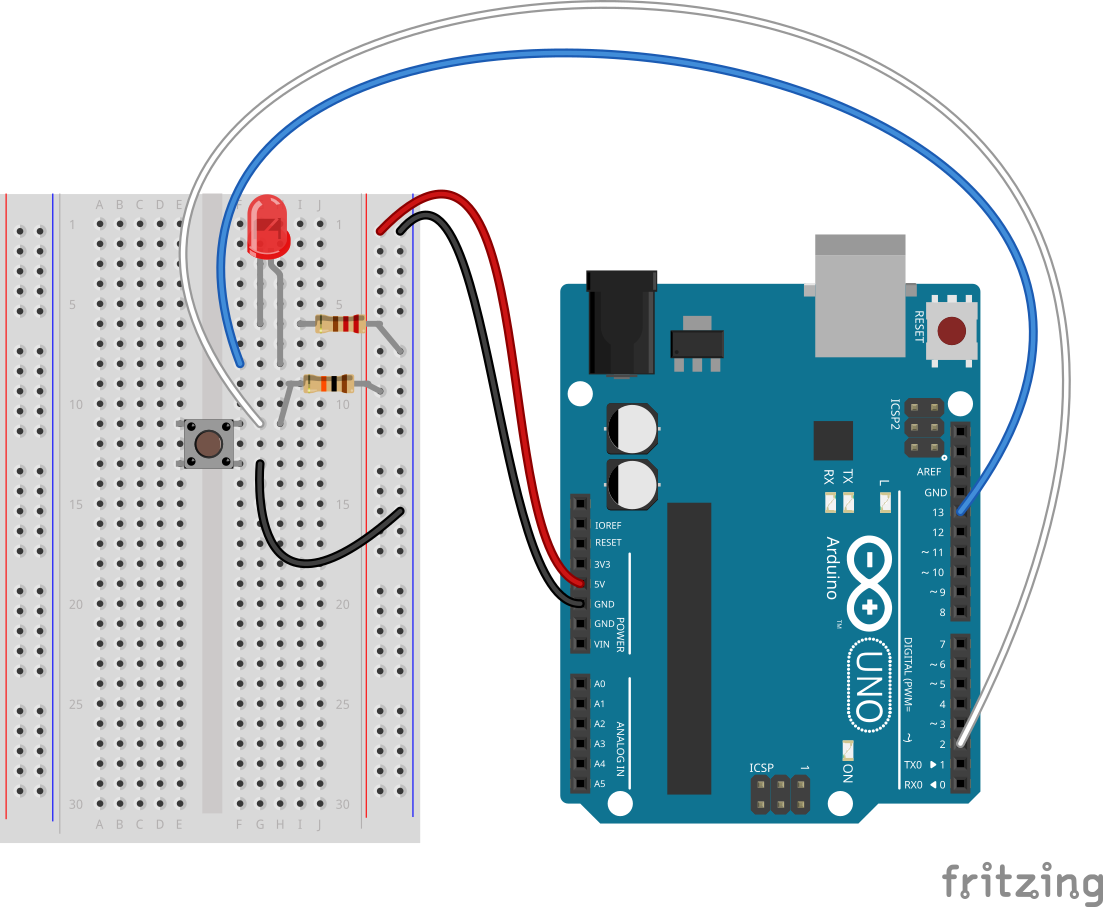 A B C D E F I J
1 1
5 5
10 10
15 15
20 20
25 25
30 30
A B C D E F G H I J
RESET
ICSP2
AREF
GND
RX TX L
13
12
~ 11
~ 10
~ 9
8
IOREF
RESET
3V3
5V
GND
GND
VIN
POWER
Arduino
TM
UNO
DIGITAL (PWM= ~)
7
~ 6
~ 5
4
~ 3
2
TX0 ▶ 1
RX0 ◀ 0
A0
A1
A2
A3
A4
A5
ANALOG IN
ICSP 1
ON
fritzing